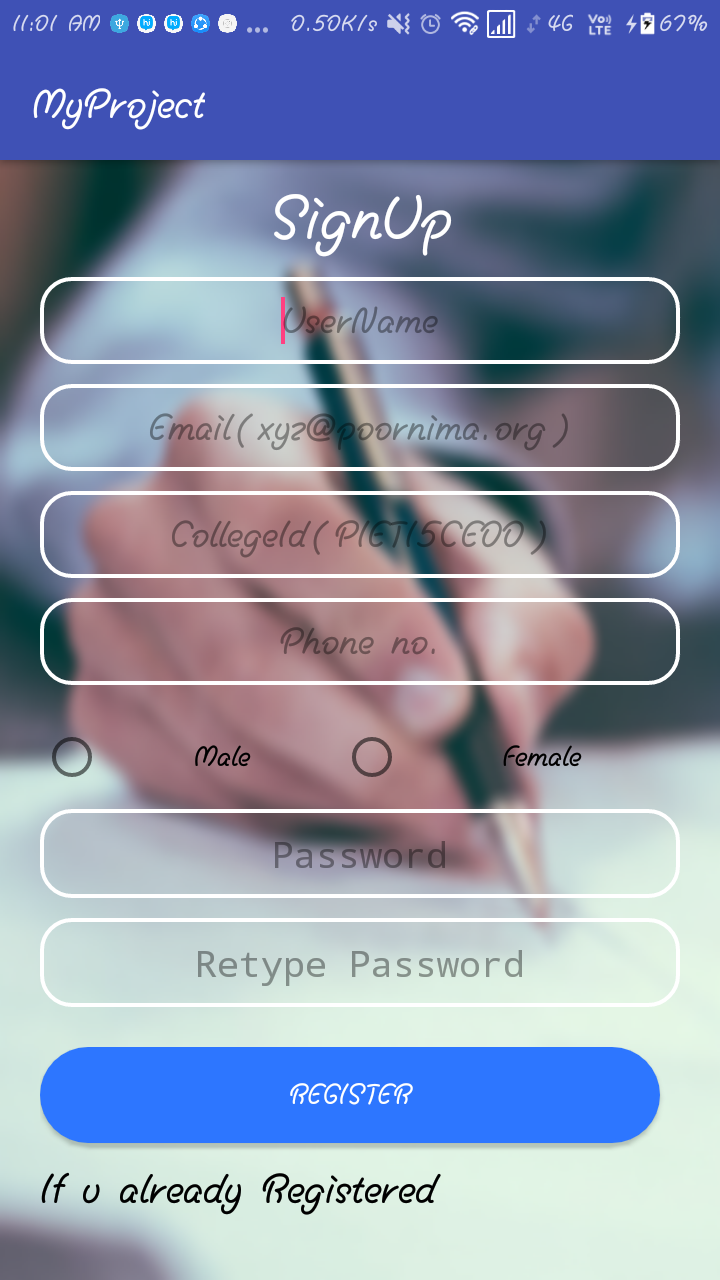 11:01 AM ... 0.50K/s 4G Vo)) LTE 67%
MyProject
SignUp
UserName
Email( xyz@poornima.org )
CollegeId( PIET15CE00 )
Phone no.
Male Female
Password
Retype Password
REGISTER
If u already Registered